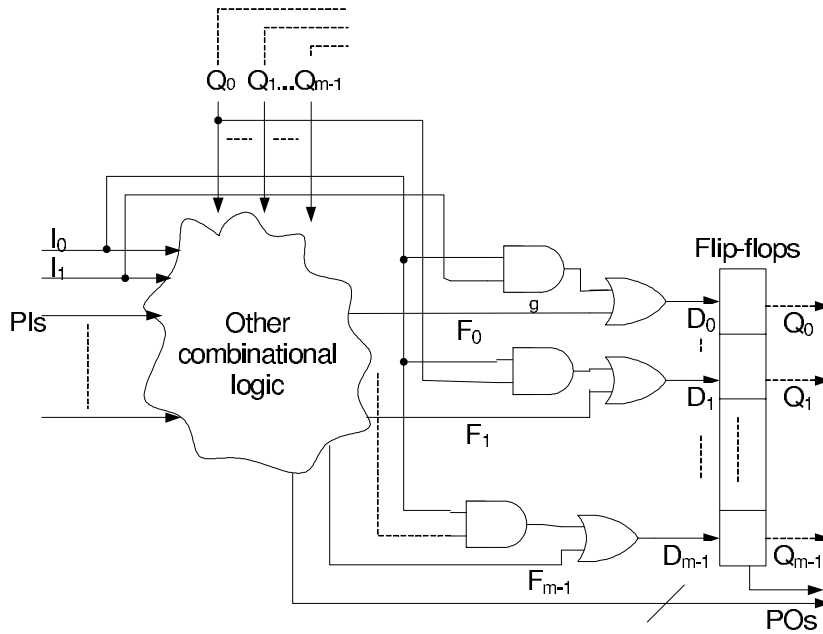 Q0 Q1...Qm-1
I0
I1
PIs
Other
combinational
logic
g
F0
F1
Fm-1
Flip-flops
D0
Q0
D1
Q1
Dm-1
Qm-1
POs